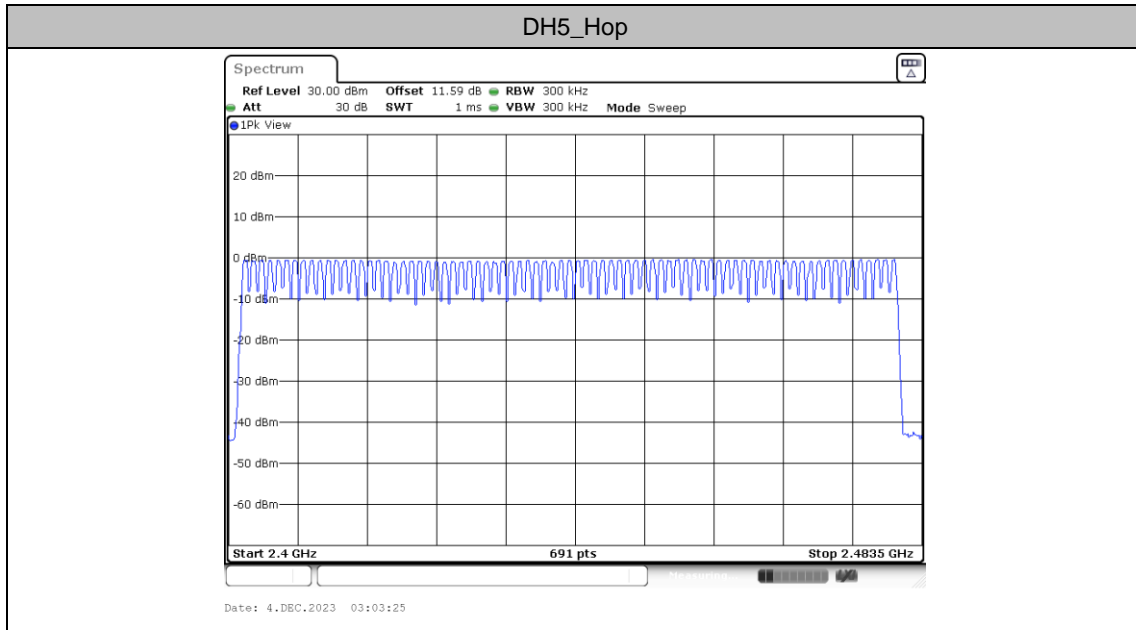 DH5_Hop
Spectrum
Ref Level 30.00 dBm Offset 11.59 dB RBW 300 kHz
Att 30 dB SWT 1 ms VBW 300 kHz Mode Sweep
1Pk View
20 dBm
10 dBm
0 dBm
-10 dBm
-20 dBm
-30 dBm
-40 dBm
-50 dBm
-60 dBm
Start 2.4 GHz 691 pts Stop 2.4835 GHz
Measuring...
Date: 4.DEC.2023 03:03:25